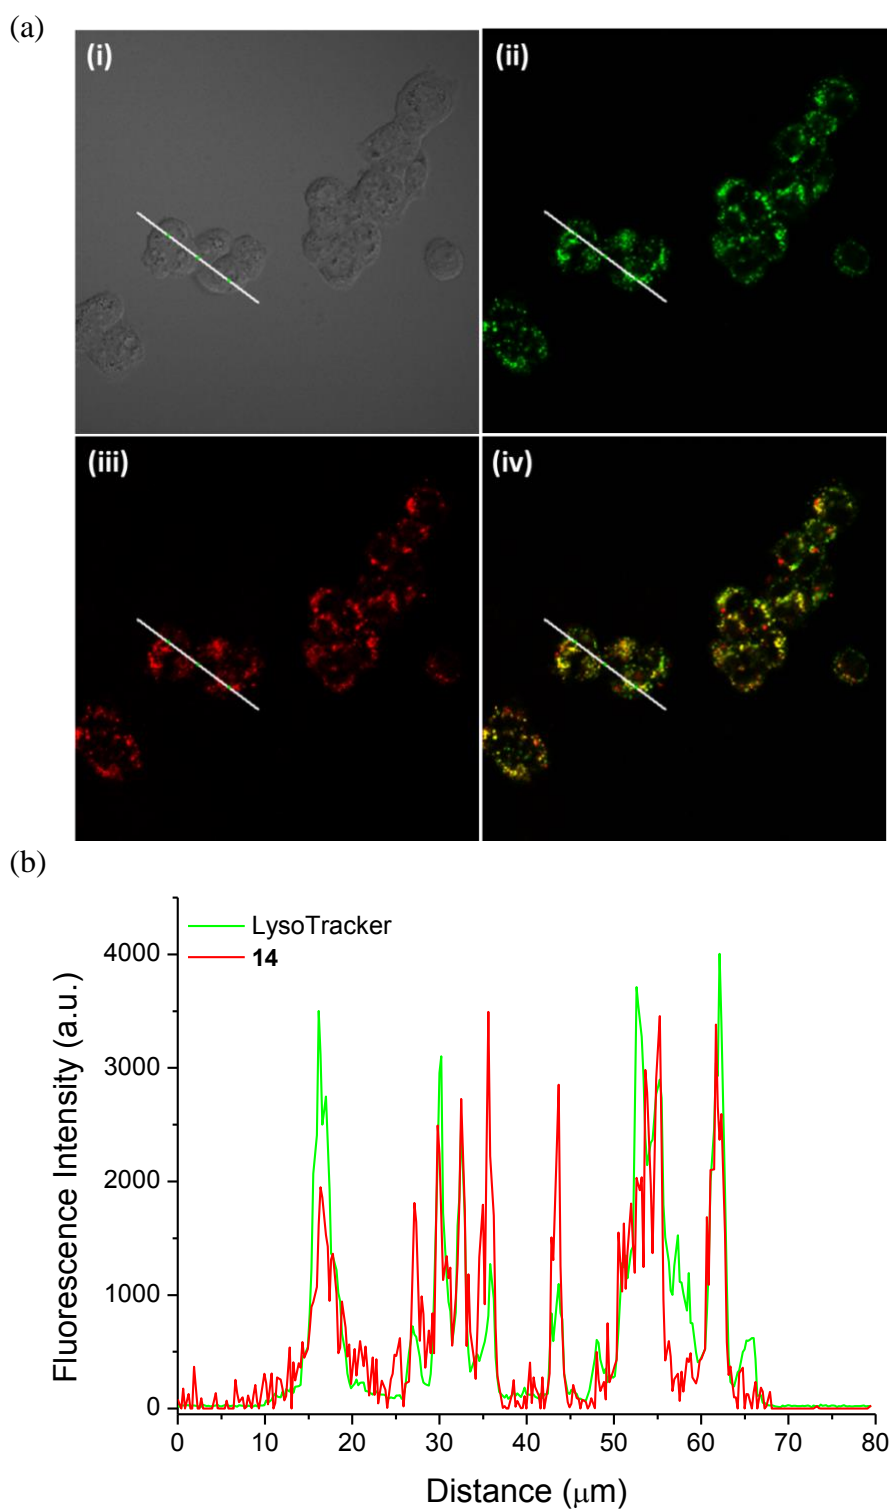 (a)
(i)
(ii)
(iii)
(iv)
(b)
LysoTracker
14
Fluorescence Intensity (a.u.)
4000
3000
2000
1000
0
0 10 20 30 40 50 60 70 80
Distance (μm)